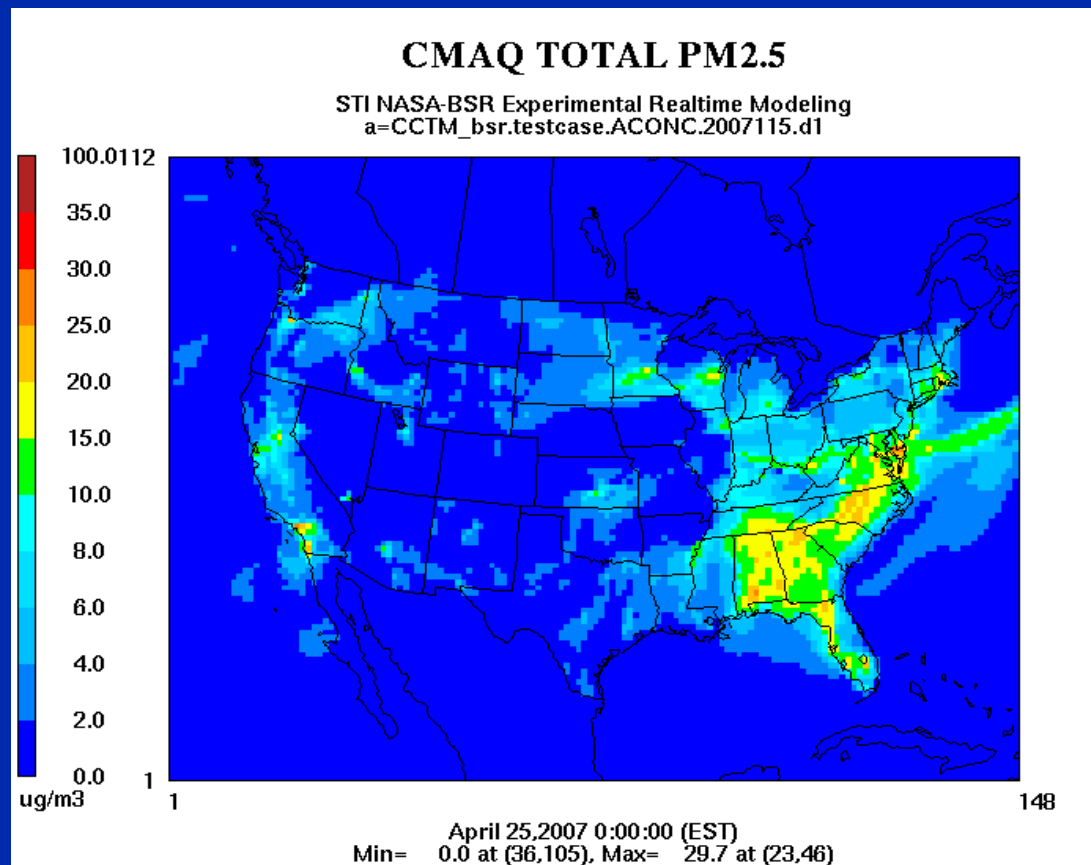 CMAQ TOTAL PM2.5
STI NASA-BSR Experimental Realtime Modeling
a=CCTM_bsr.testcase.ACONC.2007115.d1
100.0
112
35.0
30.0
25.0
20.0
15.0
10.0
8.0
6.0
4.0
2.0
0.0
1
ug/m3
1
148
April 25,2007 0:00:00 (EST)
Min= 0.0 at (36,105), Max= 29.7 at (23,46)